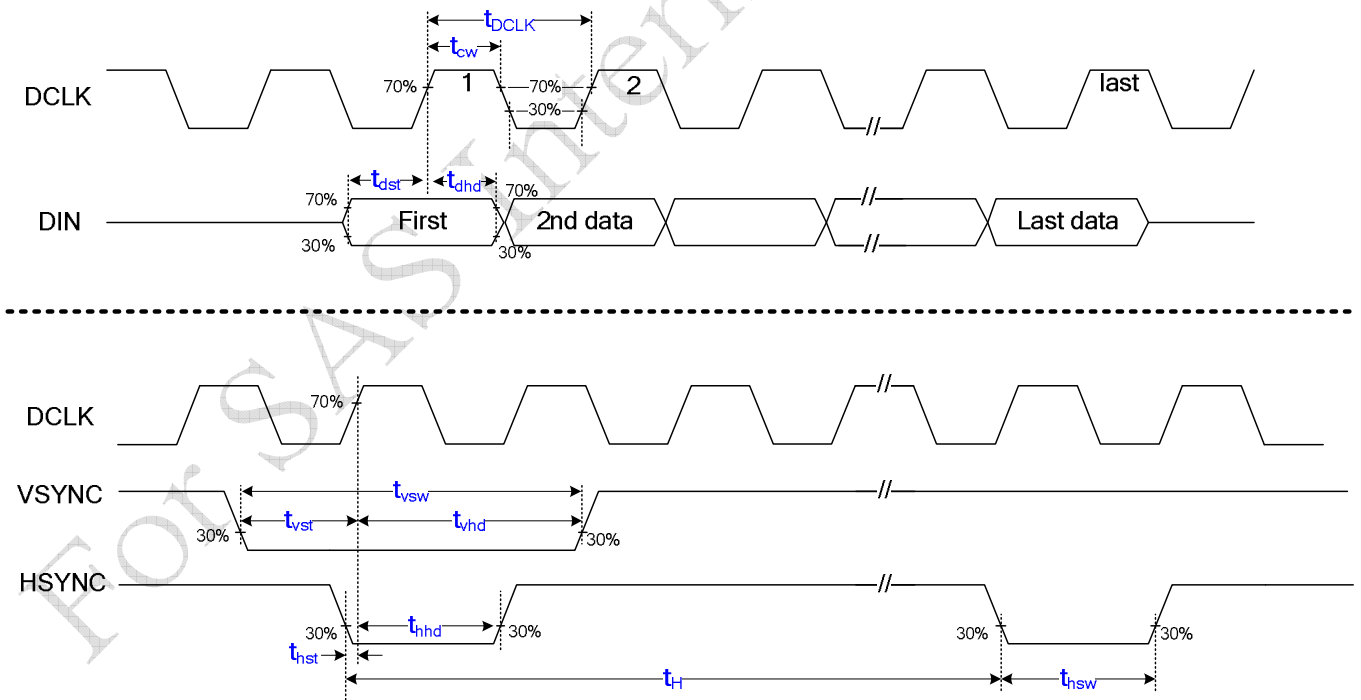 tDCLK
tcw
DCLK
70%
1
70%
30%
2
last
tdst
tdhd
DIN
70%
30%
First
70%
30%
2nd data
Last data
DCLK
70%
VSYNC
tvsw
tvst
tvhd
30%
30%
HSYNC
30%
thhd
30%
30%
30%
thst
tH
thsw
For SAS